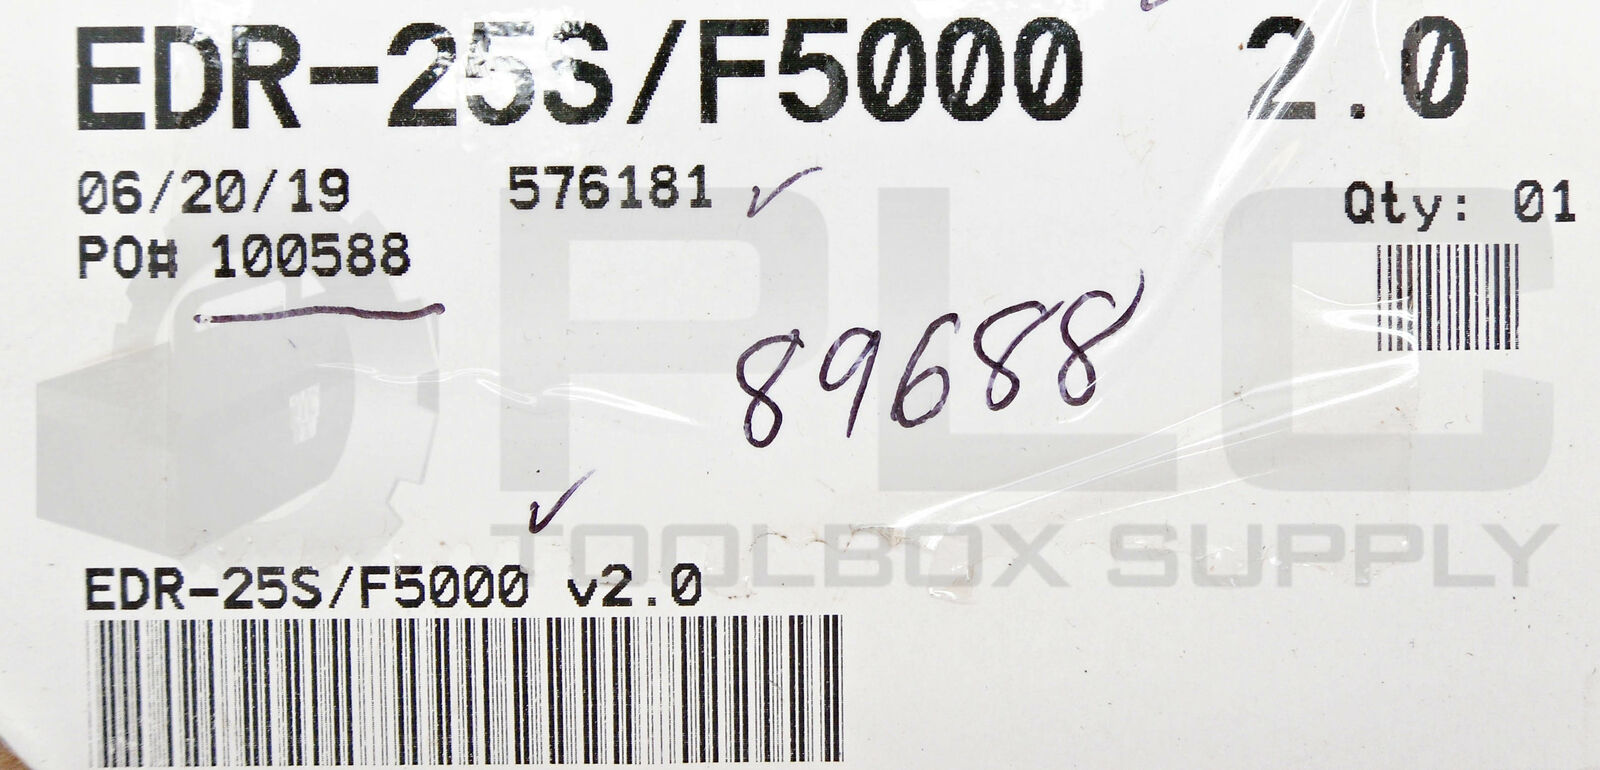 EDR-25S/F5000 2.0
06/20/19 576181 Qty: 01
PO# 100588
89688
PLC
TOOLBOX SUPPLY
EDR-25S/F5000 v2.0